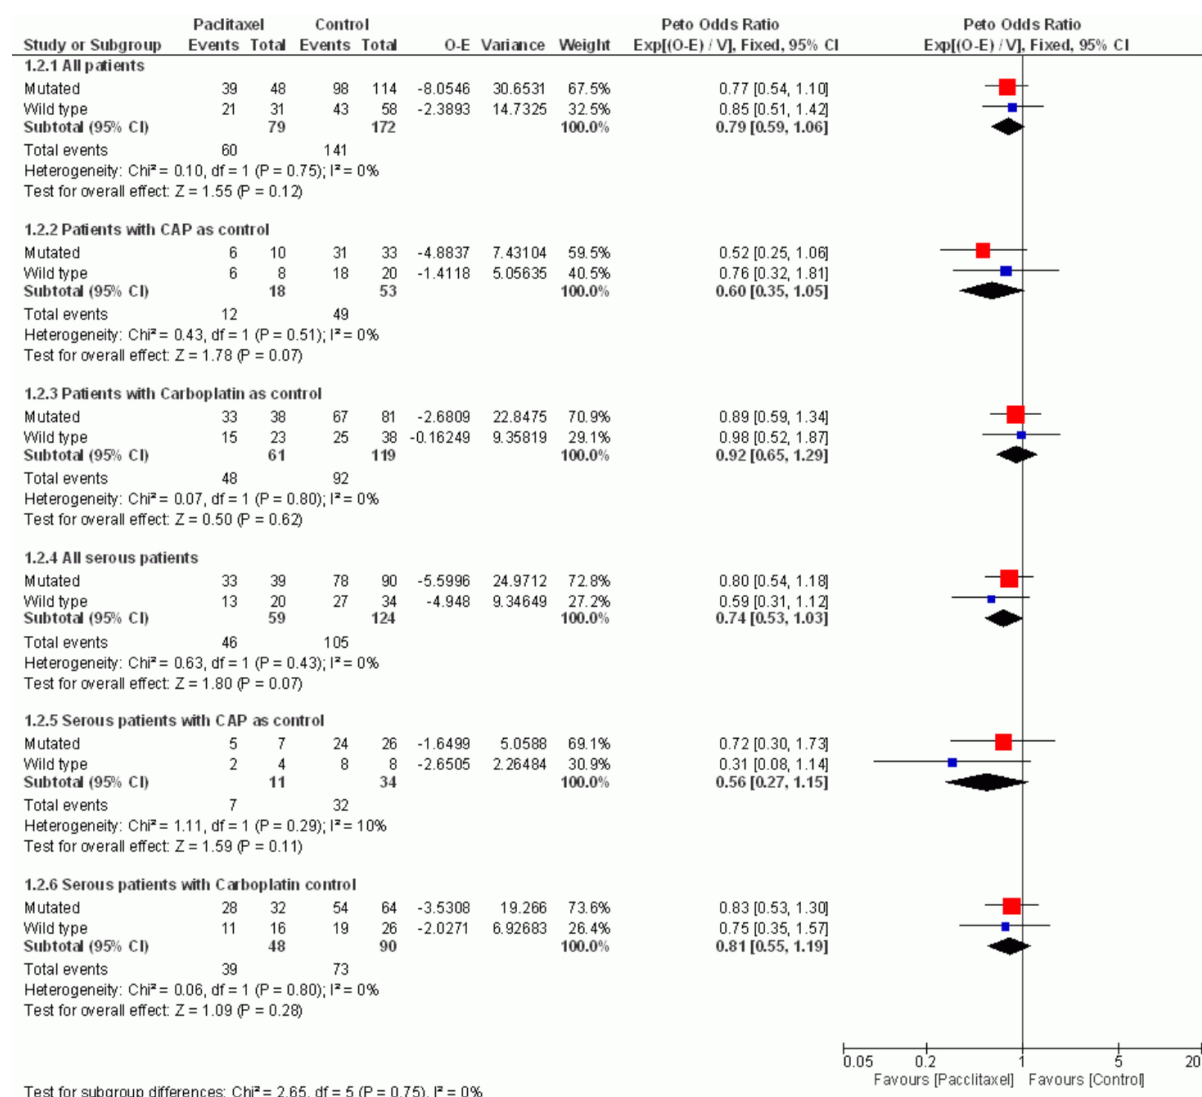 Paclitaxel Control Peto Odds Ratio Peto Odds Ratio
Study or Subgroup Events Total Events Total O-E Variance Weight Exp[(O-E) / V], Fixed, 95% CI Exp[(O-E) / V], Fixed, 95% CI
1.2.1 All patients
Mutated 39 48 98 114 -8.0546 30.6531 67.5% 0.77 [0.54, 1.10]
Wild type 21 31 43 58 -2.3893 14.7325 32.5% 0.85 [0.51, 1.42]
Subtotal (95% CI) 79 172 100.0% 0.79 [0.59, 1.06]
Total events 60 141
Heterogeneity: Chi² = 0.10, df = 1 (P = 0.75); I² = 0%
Test for overall effect: Z = 1.55 (P = 0.12)
1.2.2 Patients with CAP as control
Mutated 6 10 31 33 -4.8837 7.43104 59.5% 0.52 [0.25, 1.06]
Wild type 6 8 18 20 -1.4118 5.05635 40.5% 0.76 [0.32, 1.81]
Subtotal (95% CI) 18 53 100.0% 0.60 [0.35, 1.05]
Total events 12 49
Heterogeneity: Chi² = 0.43, df = 1 (P = 0.51); I² = 0%
Test for overall effect: Z = 1.78 (P = 0.07)
1.2.3 Patients with Carboplatin as control
Mutated 33 38 67 81 -2.6809 22.8475 70.9% 0.89 [0.59, 1.34]
Wild type 15 23 25 38 -0.16249 9.35819 29.1% 0.98 [0.52, 1.87]
Subtotal (95% CI) 61 119 100.0% 0.92 [0.65, 1.29]
Total events 48 92
Heterogeneity: Chi² = 0.07, df = 1 (P = 0.80); I² = 0%
Test for overall effect: Z = 0.50 (P = 0.62)
1.2.4 All serous patients
Mutated 33 39 78 90 -5.5996 24.9712 72.8% 0.80 [0.54, 1.18]
Wild type 13 20 27 34 -4.948 9.34649 27.2% 0.59 [0.31, 1.12]
Subtotal (95% CI) 59 124 100.0% 0.74 [0.53, 1.03]
Total events 46 105
Heterogeneity: Chi² = 0.63, df = 1 (P = 0.43); I² = 0%
Test for overall effect: Z = 1.80 (P = 0.07)
1.2.5 Serous patients with CAP as control
Mutated 5 7 24 26 -1.6499 5.0588 69.1% 0.72 [0.30, 1.73]
Wild type 2 4 8 8 -2.6505 2.26484 30.9% 0.31 [0.08, 1.14]
Subtotal (95% CI) 11 34 100.0% 0.56 [0.27, 1.15]
Total events 7 32
Heterogeneity: Chi² = 1.11, df = 1 (P = 0.29); I² = 10%
Test for overall effect: Z = 1.59 (P = 0.11)
1.2.6 Serous patients with Carboplatin control
Mutated 28 32 54 64 -3.5308 19.266 73.6% 0.83 [0.53, 1.30]
Wild type 11 16 19 26 -2.0271 6.92683 26.4% 0.75 [0.35, 1.57]
Subtotal (95% CI) 48 90 100.0% 0.81 [0.55, 1.19]
Total events 39 73
Heterogeneity: Chi² = 0.06, df = 1 (P = 0.80); I² = 0%
Test for overall effect: Z = 1.09 (P = 0.28)
0.05 0.2 1 5 20
Favours [Pacclitaxel] Favours [Control]
Test for subgroup differences: Chi² = 2.65, df = 5 (P = 0.75), I² = 0%